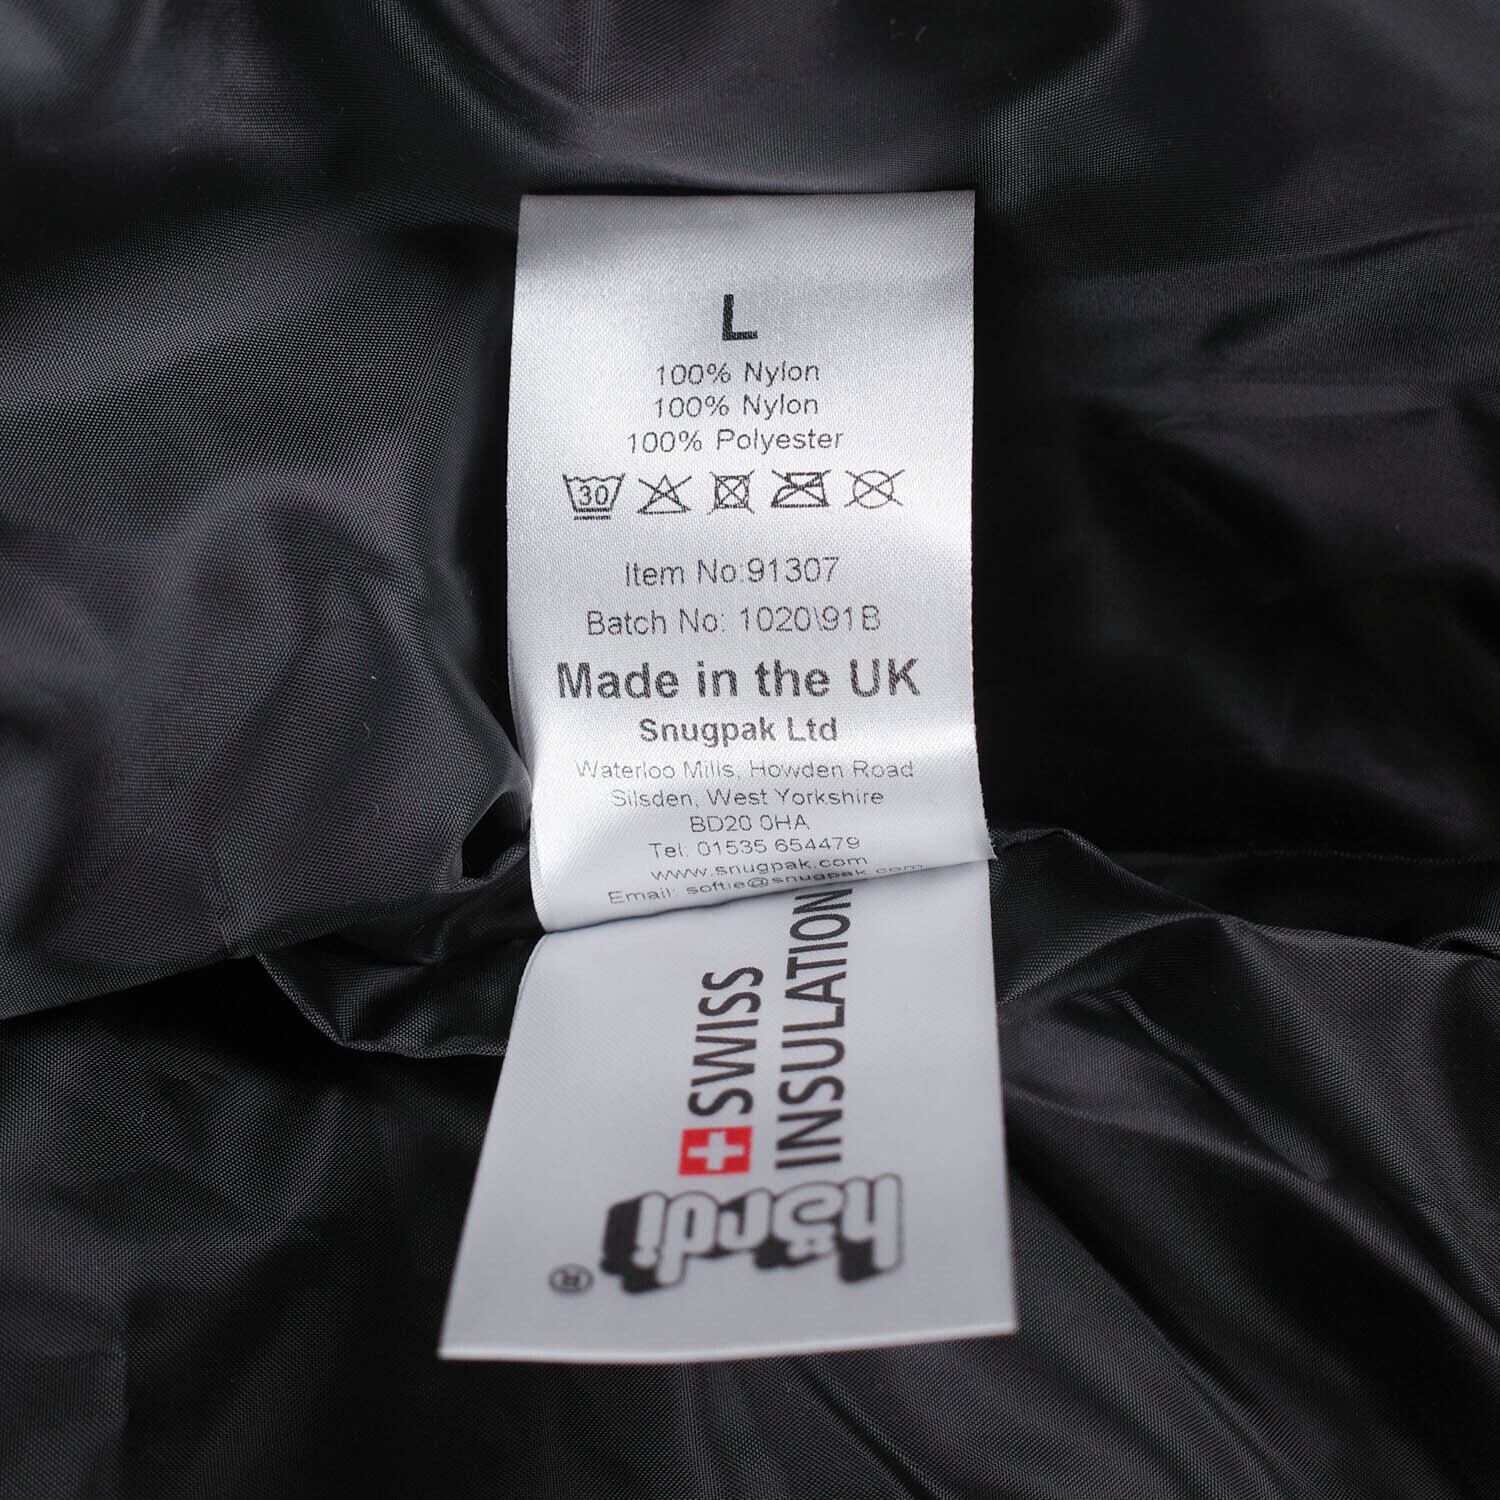 L
100% Nylon
100% Nylon
100% Polyester
30
Item No:91307
Batch No: 1020\91B
Made in the UK
Snugpak Ltd
Waterloo Mills, Howden Road
Silsden, West Yorkshire
BD20 0HA
Tel: 01535 654479
www.snugpak.com
Email: softie@snugpak.com
SWISS
INSULATION
hördi®